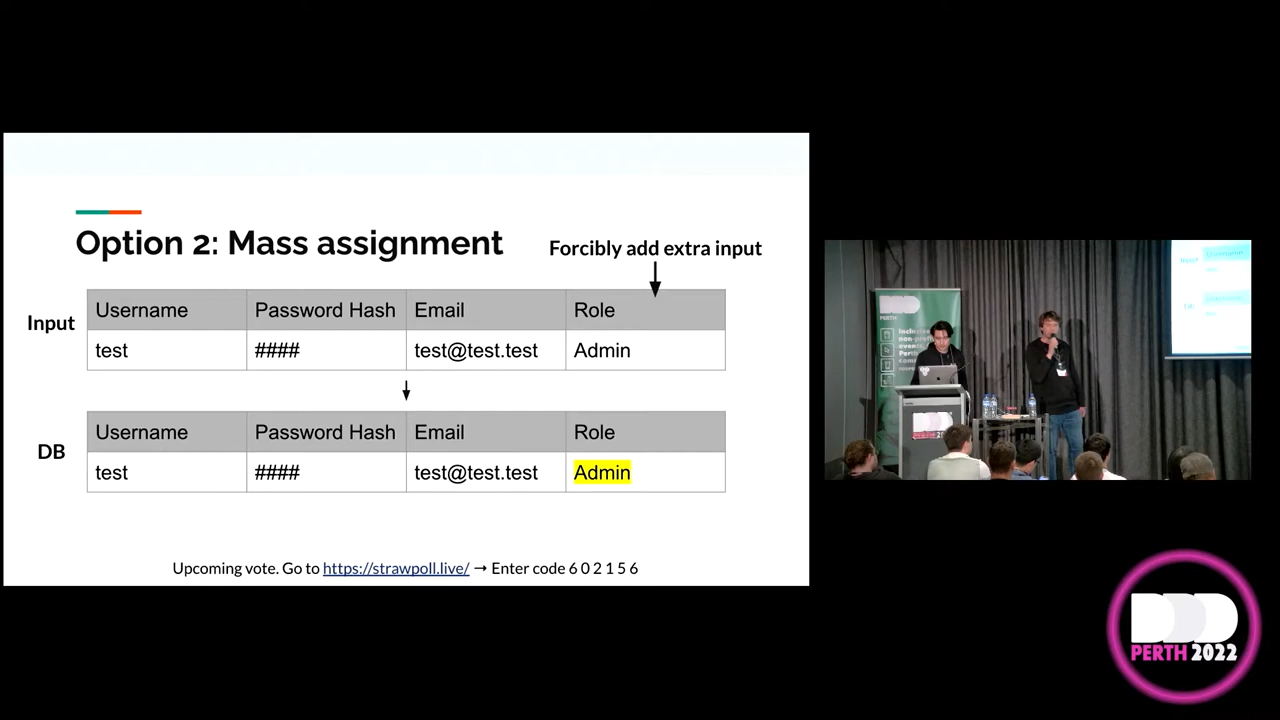 Option 2: Mass assignment
Forcibly add extra input
Input
Username Password Hash Email Role
test #### test@test.test Admin
DB
Username Password Hash Email Role
test #### test@test.test Admin
Upcoming vote. Go to https://strawpoll.live/ → Enter code 6 0 2 1 5 6
PERTH
DDD
PERTH 2022